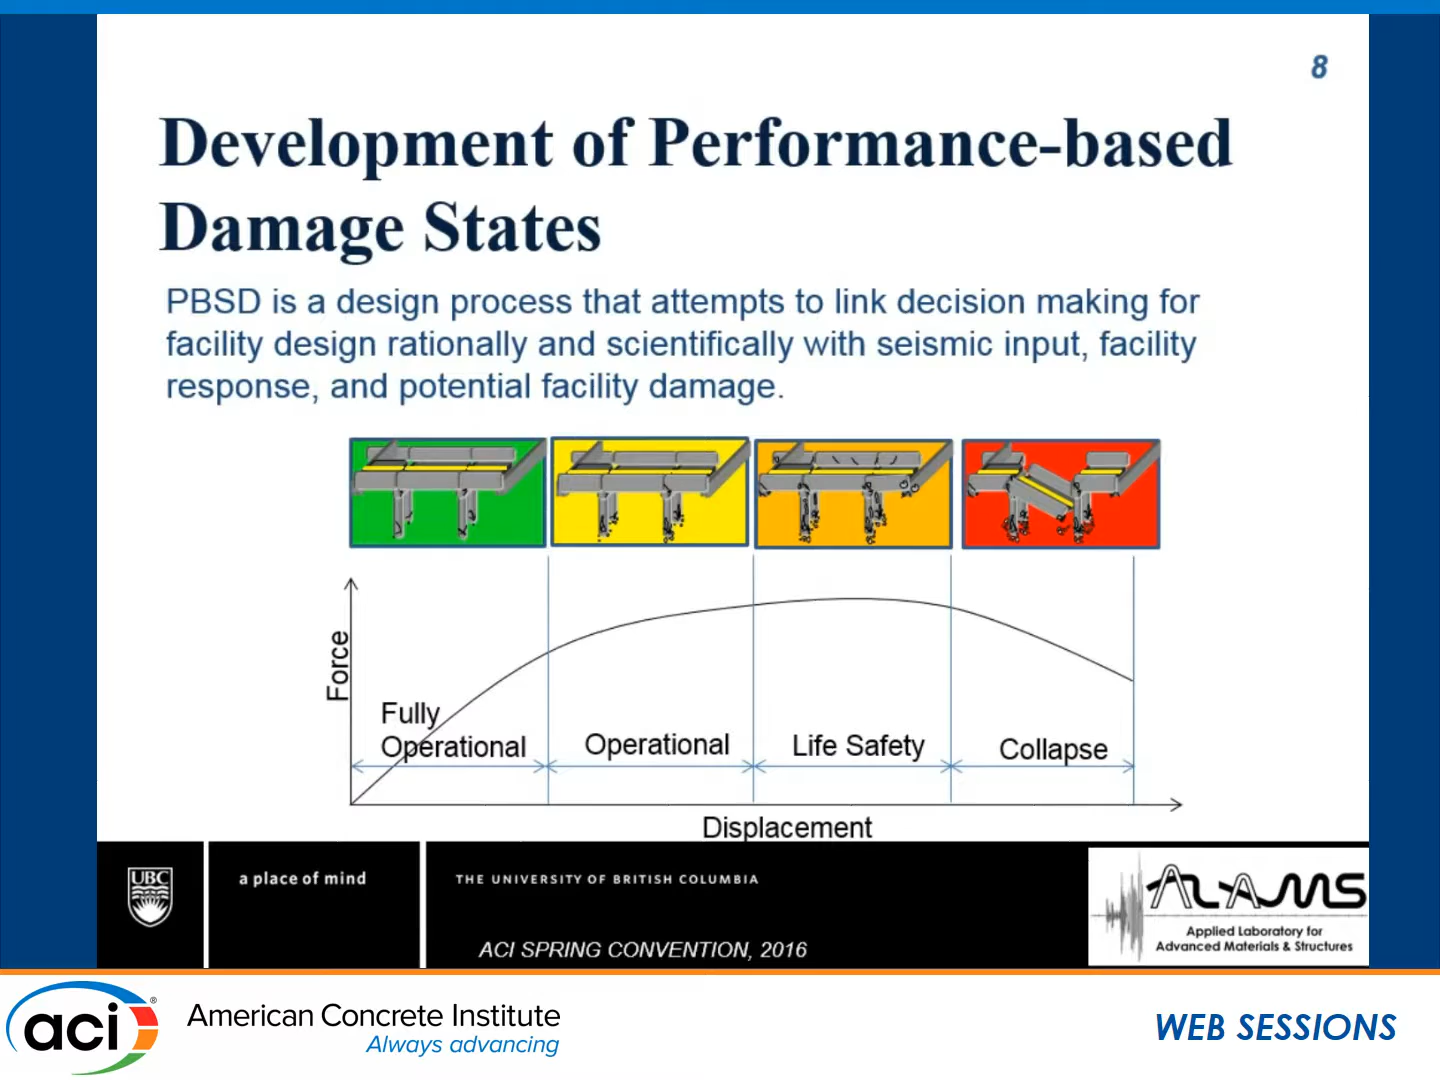 8
Development of Performance-based
Damage States
PBSD is a design process that attempts to link decision making for
facility design rationally and scientifically with seismic input, facility
response, and potential facility damage.
Force
Fully
Operational
Operational
Life Safety
Collapse
Displacement
UBC
a place of mind
THE UNIVERSITY OF BRITISH COLUMBIA
ACI SPRING CONVENTION, 2016
ALAMS
Applied Laboratory for
Advanced Materials & Structures
aci®
American Concrete Institute
Always advancing
WEB SESSIONS